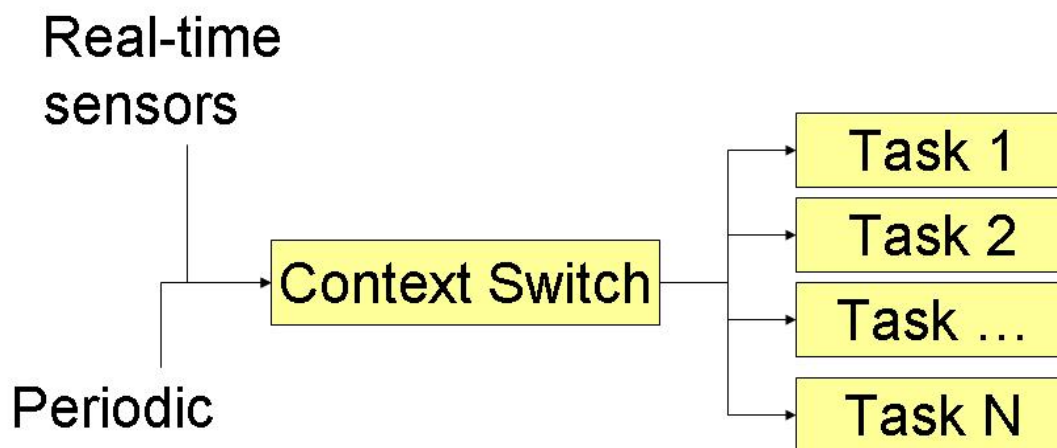 Real-time
sensors
Task 1
Task 2
Context Switch
Task ...
Periodic
Task N